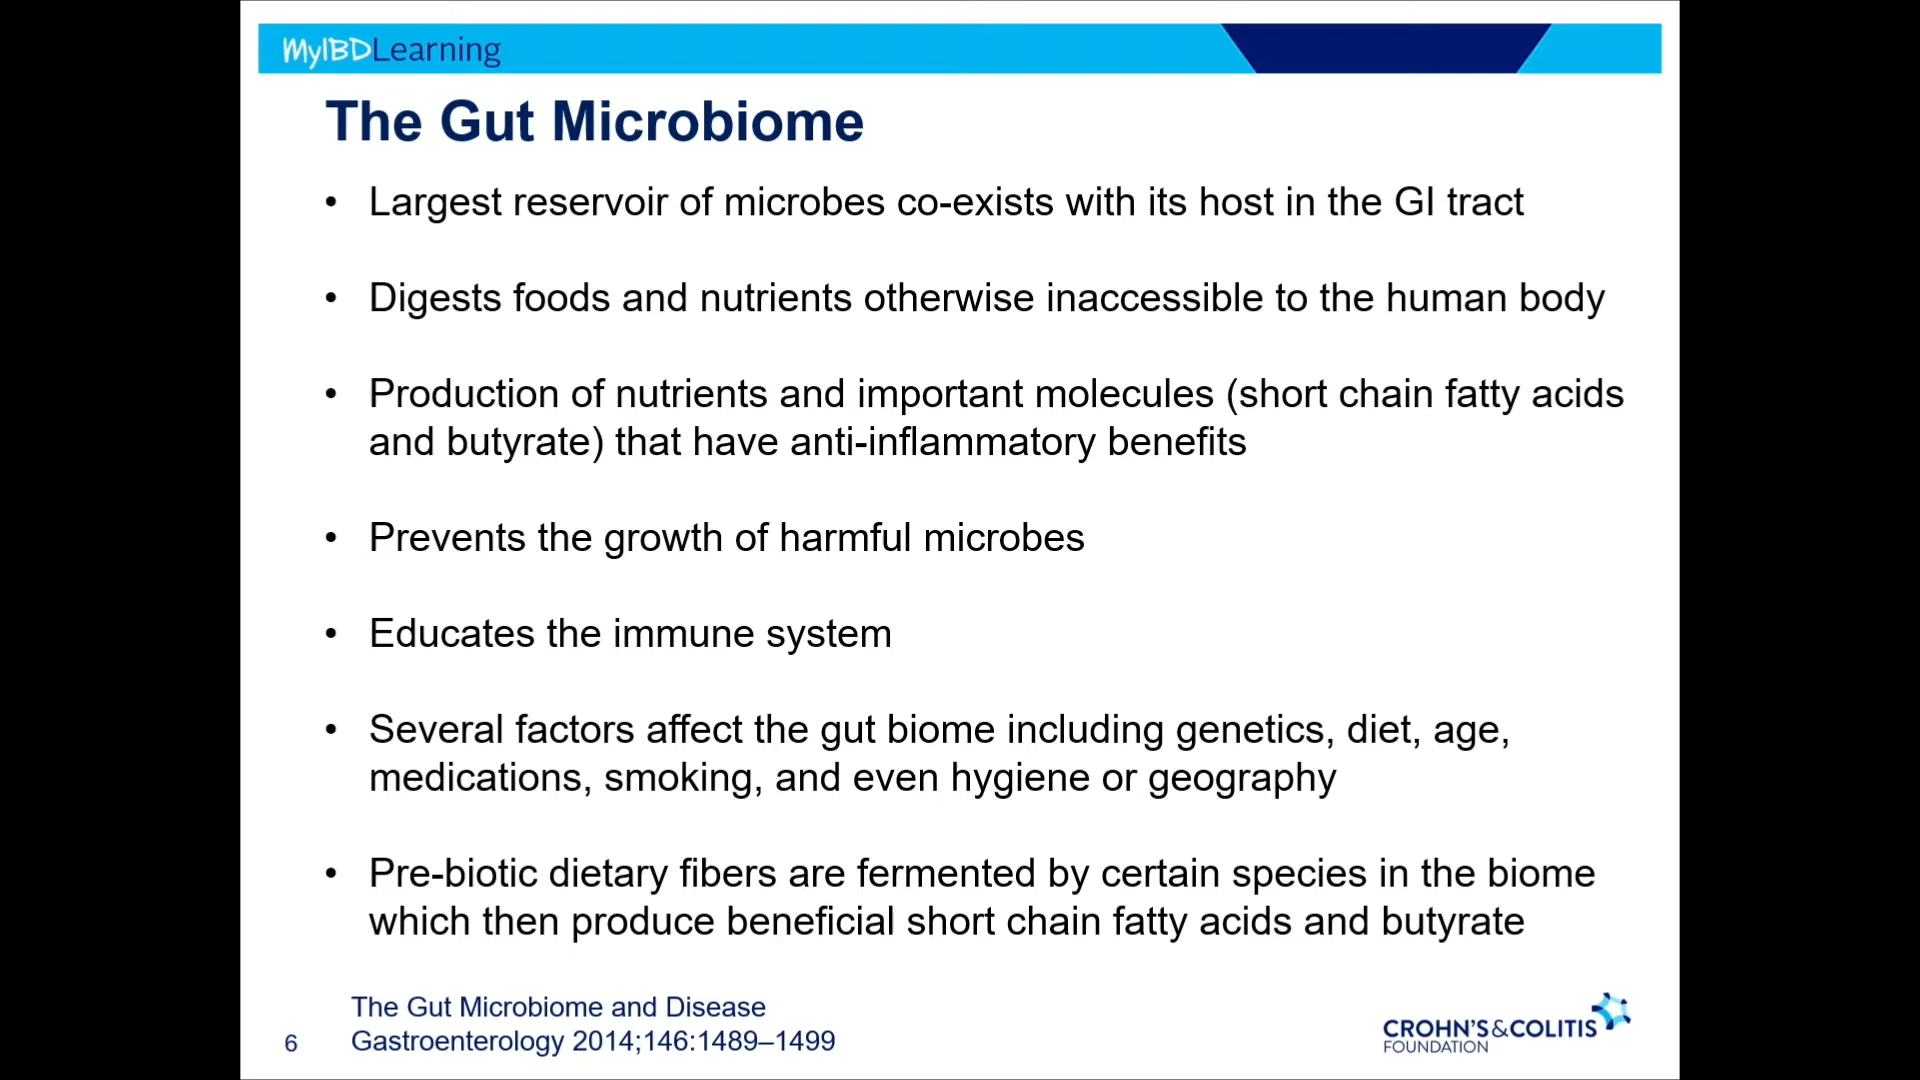 MyIBDLearning
The Gut Microbiome
• Largest reservoir of microbes co-exists with its host in the GI tract
• Digests foods and nutrients otherwise inaccessible to the human body
• Production of nutrients and important molecules (short chain fatty acids
and butyrate) that have anti-inflammatory benefits
• Prevents the growth of harmful microbes
• Educates the immune system
• Several factors affect the gut biome including genetics, diet, age,
medications, smoking, and even hygiene or geography
• Pre-biotic dietary fibers are fermented by certain species in the biome
which then produce beneficial short chain fatty acids and butyrate
The Gut Microbiome and Disease
Gastroenterology 2014;146:1489–1499
6
CROHN'S&COLITIS
FOUNDATION